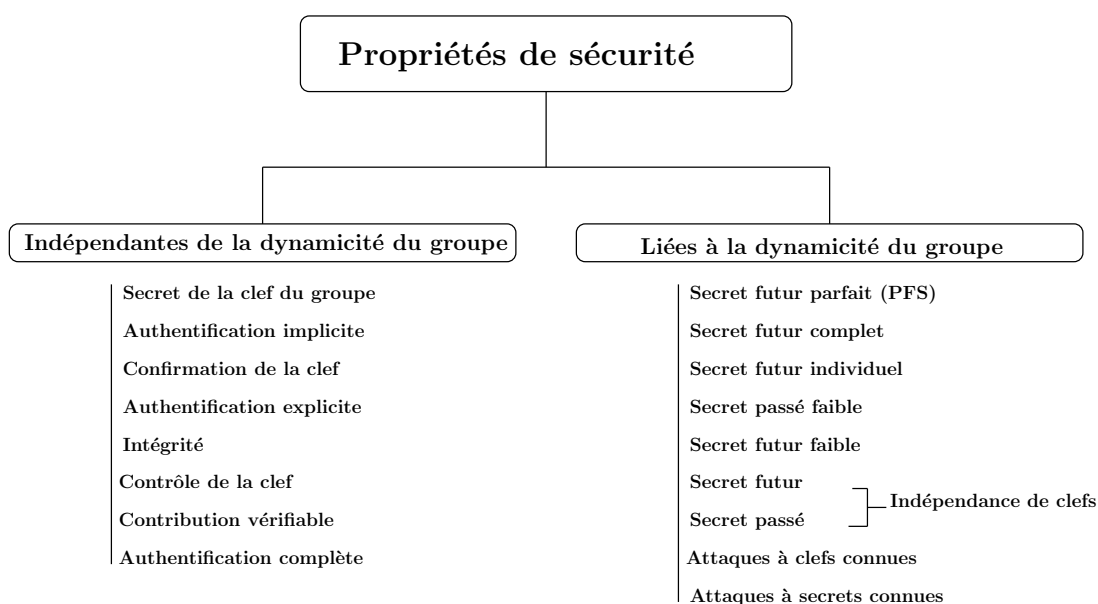 Propriétés de sécurité
Indépendantes de la dynamicité du groupe
Secret de la clef du groupe
Authentification implicite
Confirmation de la clef
Authentification explicite
Intégrité
Contrôle de la clef
Contribution vérifiable
Authentification complète
Liées à la dynamicité du groupe
Secret futur parfait (PFS)
Secret futur complet
Secret futur individuel
Secret passé faible
Secret futur faible
Secret futur
Secret passé
Indépendance de clefs
Attaques à clefs connues
Attaques à secrets connues